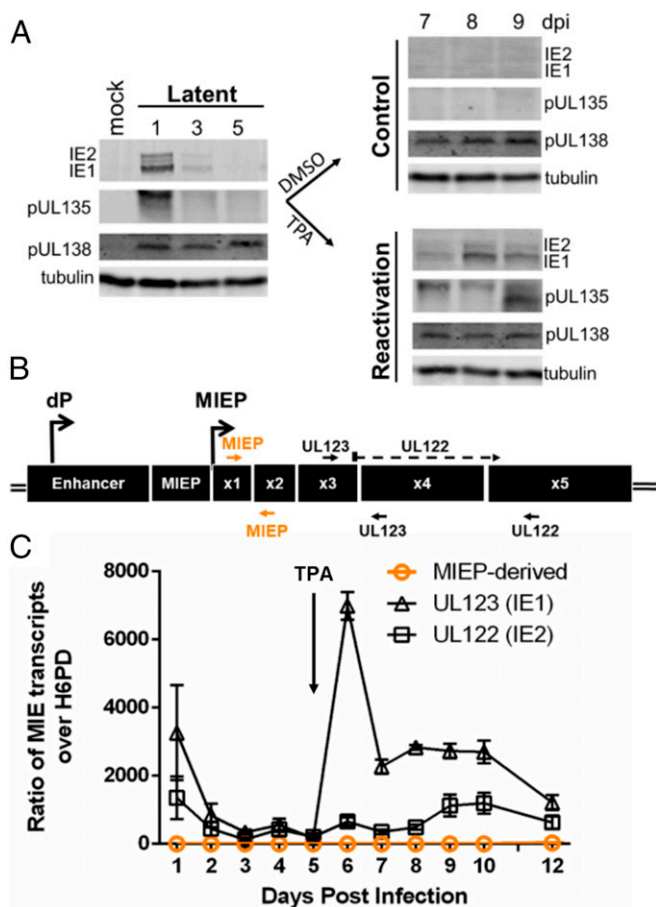 A
mock
Latent
1 3 5
IE2
IE1
pUL135
pUL138
tubulin
DMSO
TPA
7 8 9 dpi
Control
IE2
IE1
pUL135
pUL138
tubulin
Reactivation
IE2
IE1
pUL135
pUL138
tubulin
B
dP
MIEP
MIEP
UL123
UL122
Enhancer MIEP x1 x2 x3 x4 x5
MIEP
UL123
UL122
C
Ratio of MIE transcripts
over H6PD
8000
6000
4000
2000
0
TPA
MIEP-derived
UL123 (IE1)
UL122 (IE2)
1 2 3 4 5 6 7 8 9 10 12
Days Post Infection